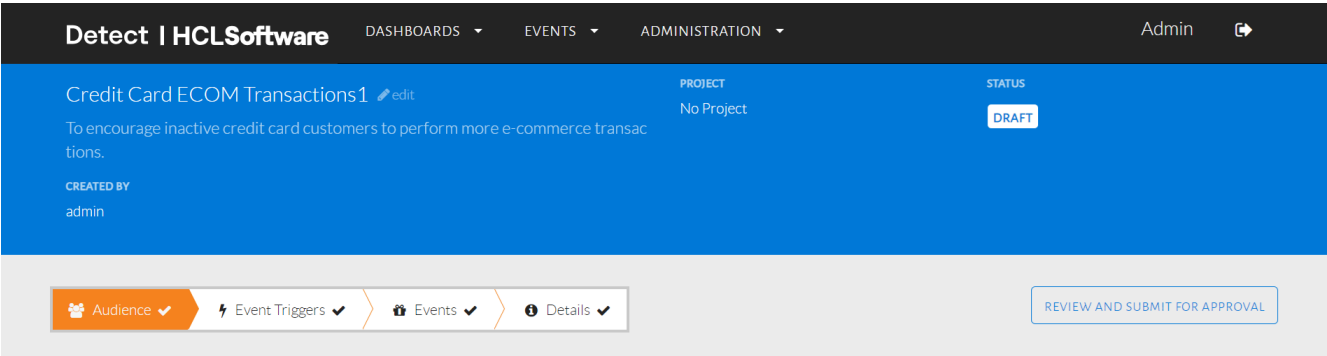 Detect | HCLSoftware DASHBOARDS EVENTS ADMINISTRATION Admin
Credit Card ECOM Transactions1 edit
To encourage inactive credit card customers to perform more e-commerce transac
tions.
CREATED BY
admin
PROJECT
No Project
STATUS
DRAFT
Audience Event Triggers Events Details REVIEW AND SUBMIT FOR APPROVAL